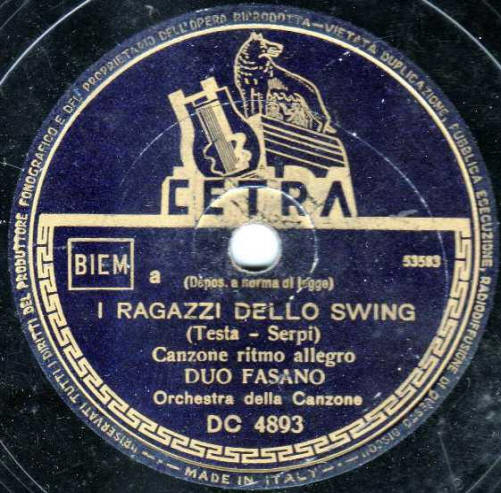 RISERVATI TUTTI I DIRITTI DEL PRODUTTORE FONOGRAFICO E DEL PROPRIETARIO DELL'OPERA RIPRODOTTA — VIETATA DUPLICAZIONE, PUBBLICA ESECUZIONE, RADIODIFFUSIONE DI QUESTO DISCO
CETRA
BIEM
a
(Depos. a norma di legge)
53583
I RAGAZZI DELLO SWING
(Testa - Serpi)
Canzone ritmo allegro
DUO FASANO
Orchestra della Canzone
DC 4893
MADE IN ITALY